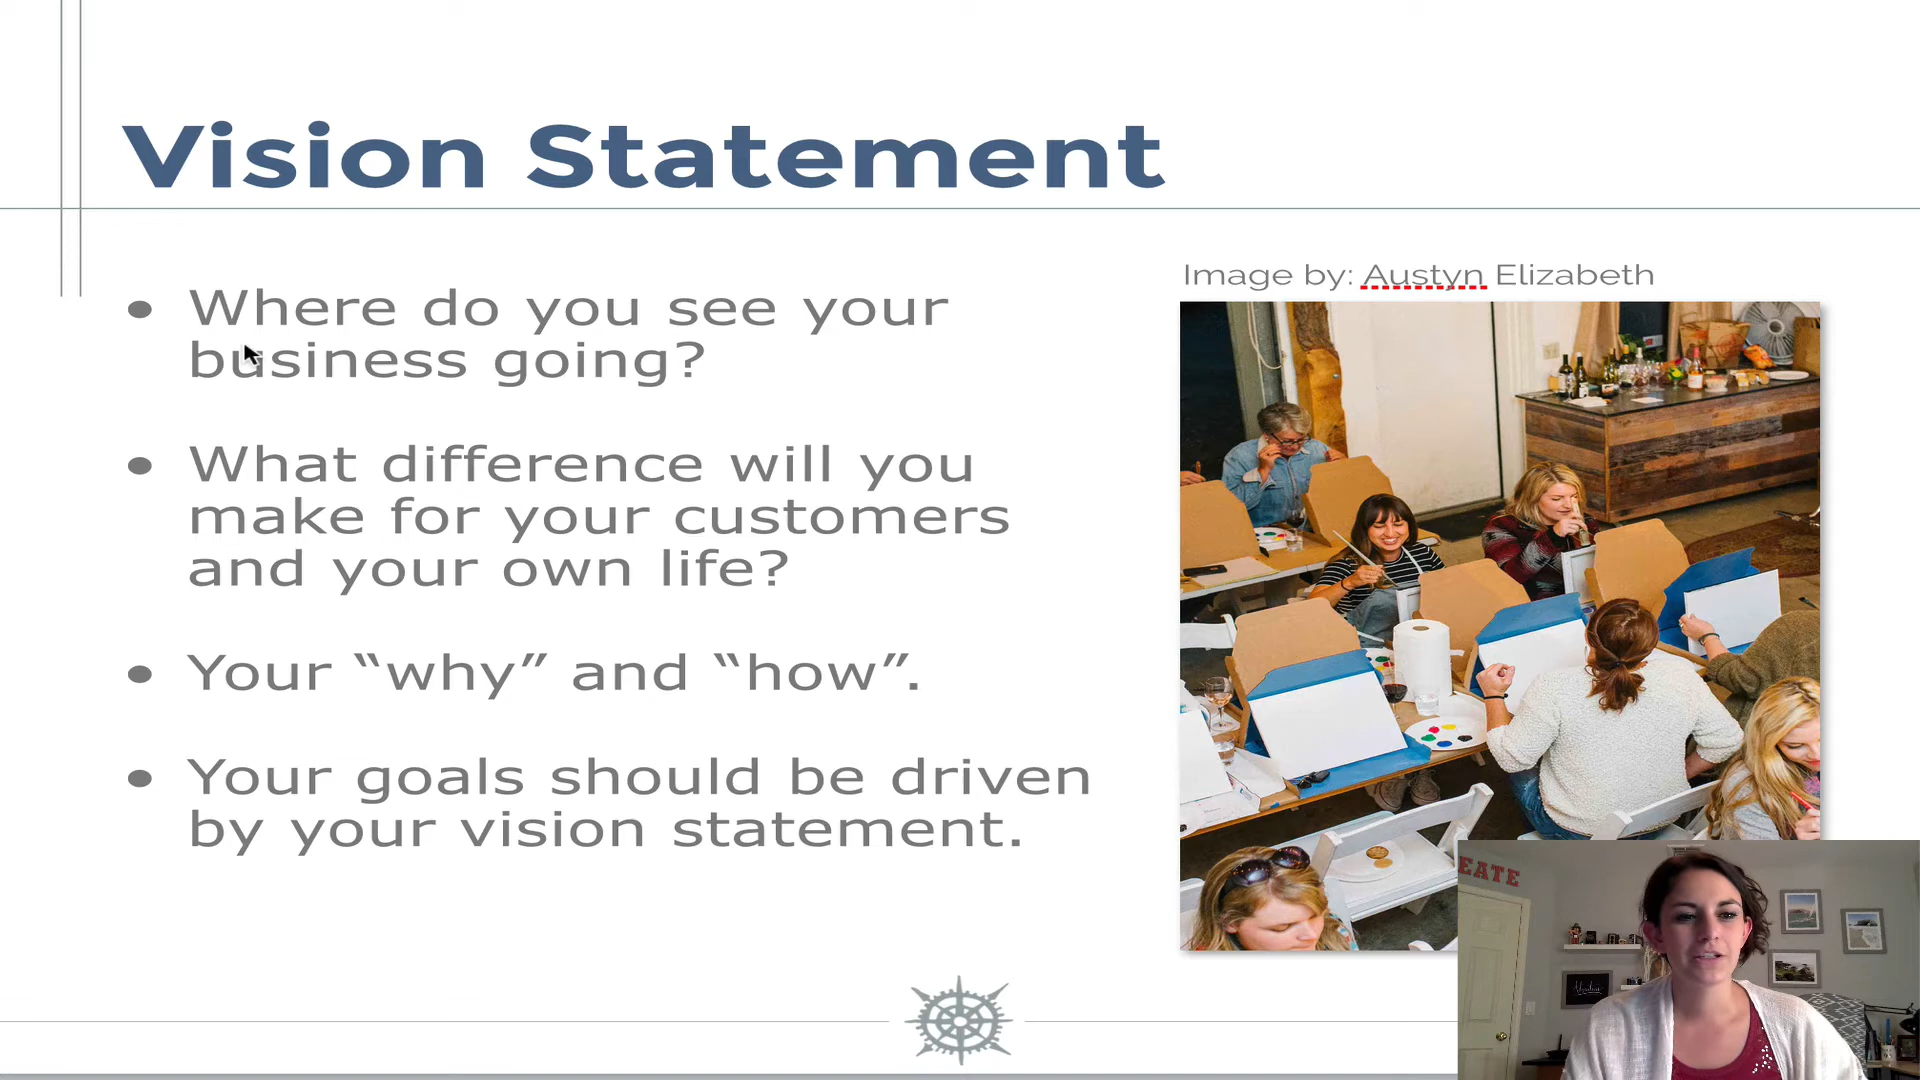 Vision Statement
Image by: Austyn Elizabeth
• Where do you see your
business going?
• What difference will you
make for your customers
and your own life?
• Your “why” and “how”.
• Your goals should be driven
by your vision statement.
EATE